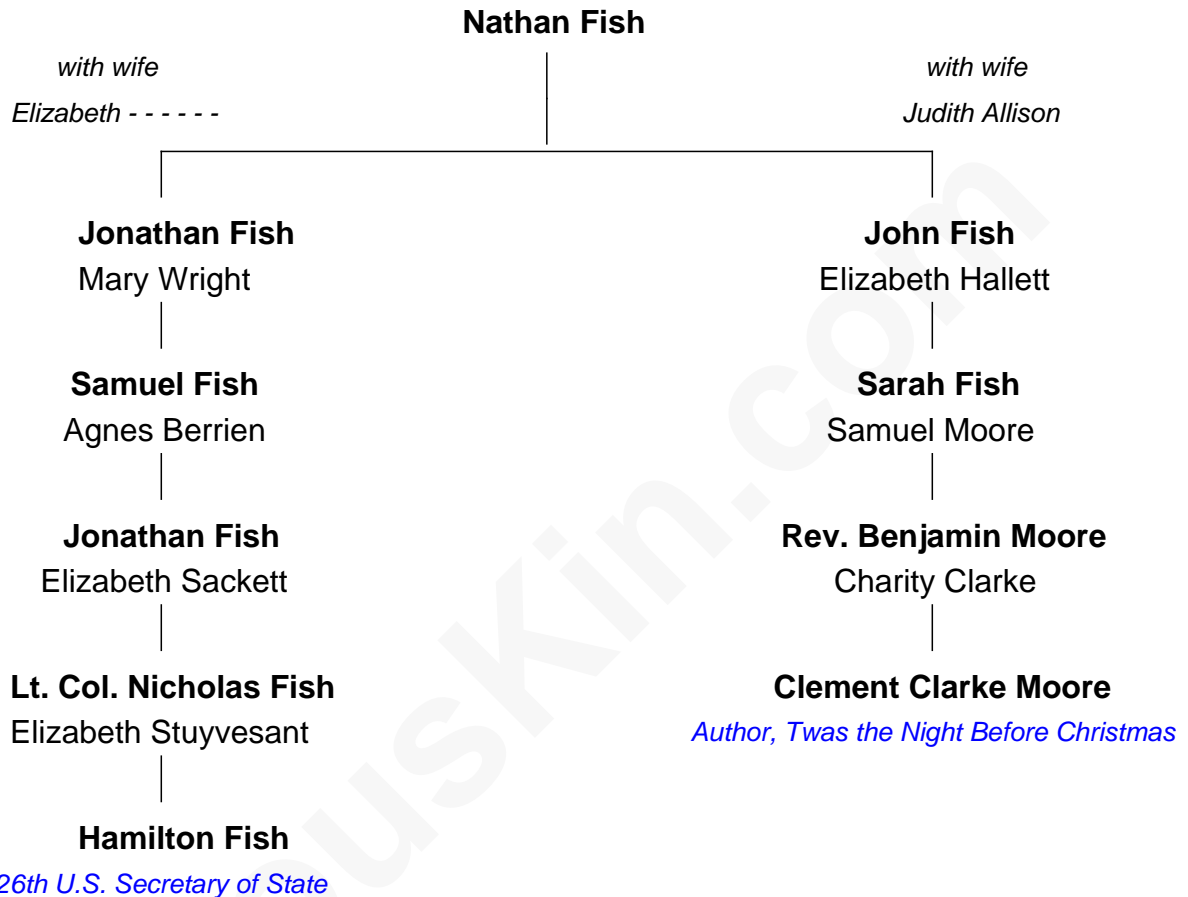 Nathan Fish
with wife
Elizabeth - - - - - -
with wife
Judith Allison
Jonathan Fish
Mary Wright
John Fish
Elizabeth Hallett
Samuel Fish
Agnes Berrien
Sarah Fish
Samuel Moore
Jonathan Fish
Elizabeth Sackett
Rev. Benjamin Moore
Charity Clarke
Lt. Col. Nicholas Fish
Elizabeth Stuyvesant
Clement Clarke Moore
Author, Twas the Night Before Christmas
Hamilton Fish
26th U.S. Secretary of State
ousKin.com